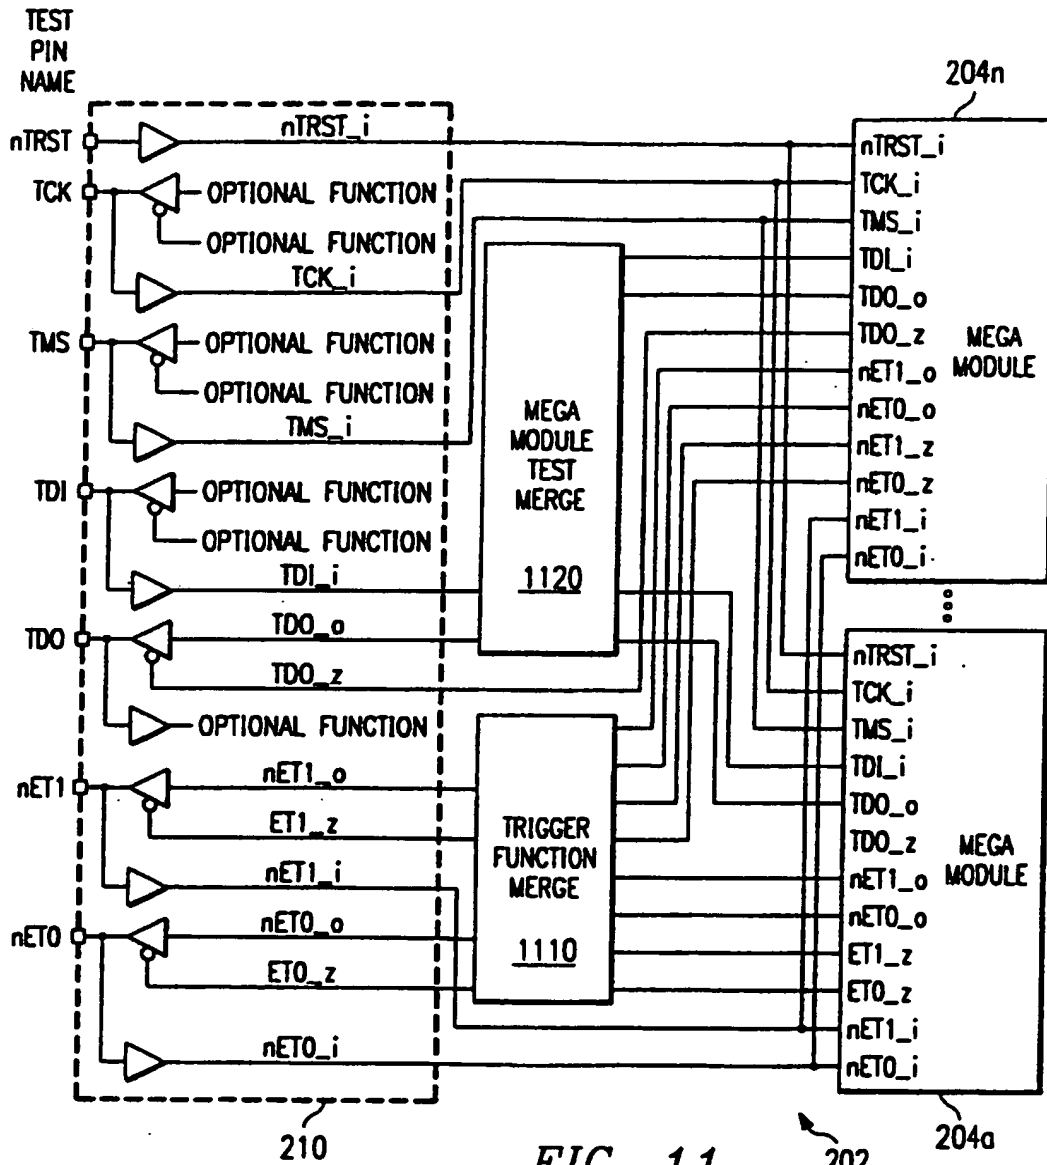 TEST
PIN
NAME
nTRST
nTRST_i
TCK
OPTIONAL FUNCTION
OPTIONAL FUNCTION
TCK_i
TMS
OPTIONAL FUNCTION
OPTIONAL FUNCTION
TMS_i
TDI
OPTIONAL FUNCTION
OPTIONAL FUNCTION
TDI_i
TDO
TDO_o
TDO_z
OPTIONAL FUNCTION
nET1
nET1_o
ET1_z
nET1_i
nET0
nET0_o
ET0_z
nET0_i
210
MEGA
MODULE
TEST
MERGE
1120
TRIGGER
FUNCTION
MERGE
1110
204n
nTRST_i
TCK_i
TMS_i
TDI_i
TDO_o
TDO_z
nET1_o
nET0_o
nET1_z
nET0_z
nET1_i
nET0_i
MEGA
MODULE
nTRST_i
TCK_i
TMS_i
TDI_i
TDO_o
TDO_z
nET1_o
nET0_o
ET1_z
ET0_z
nET1_i
nET0_i
MEGA
MODULE
204a
202
FIG. 11